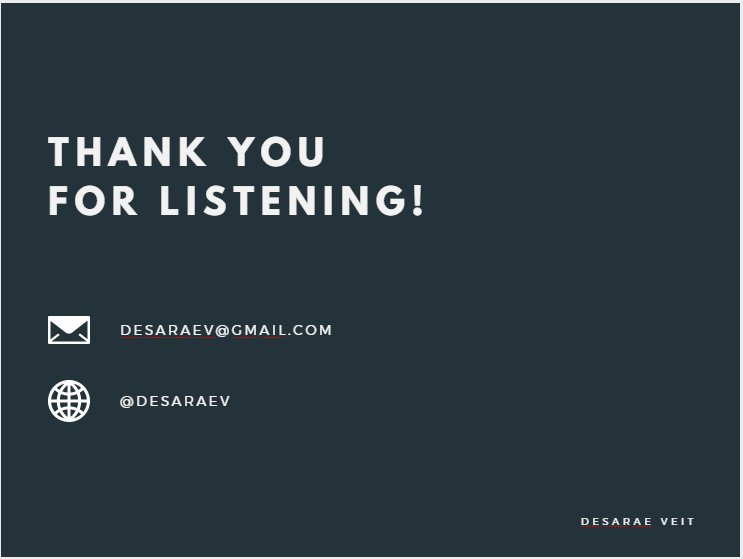 THANK YOU
FOR LISTENING!
DESARAEV@GMAIL.COM
@DESARAEV
DESARAE VEIT